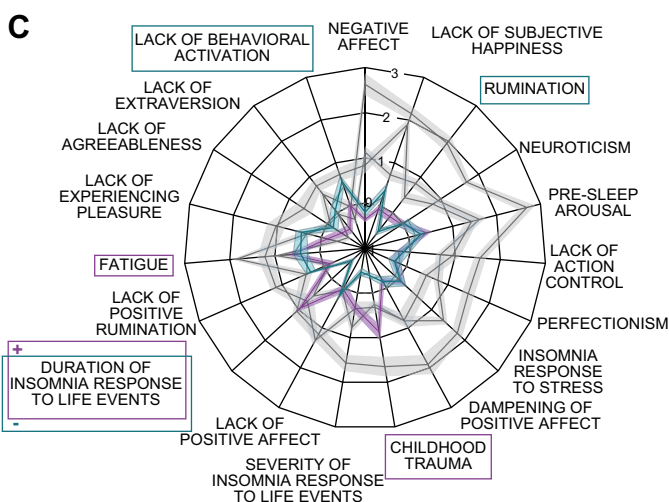 C
NEGATIVE
AFFECT
LACK OF SUBJECTIVE
HAPPINESS
RUMINATION
NEUROTICISM
PRE-SLEEP
AROUSAL
LACK OF
ACTION
CONTROL
PERFECTIONISM
INSOMNIA
RESPONSE
TO STRESS
DAMPENING OF
POSITIVE AFFECT
CHILDHOOD
TRAUMA
SEVERITY OF
INSOMNIA RESPONSE
TO LIFE EVENTS
LACK OF
POSITIVE AFFECT
+
DURATION OF
INSOMNIA RESPONSE
TO LIFE EVENTS
-
LACK OF
POSITIVE
RUMINATION
FATIGUE
LACK OF
EXPERIENCING
PLEASURE
LACK OF
AGREEABLENESS
LACK OF
EXTRAVERSION
LACK OF BEHAVIORAL
ACTIVATION
3
2
1
0